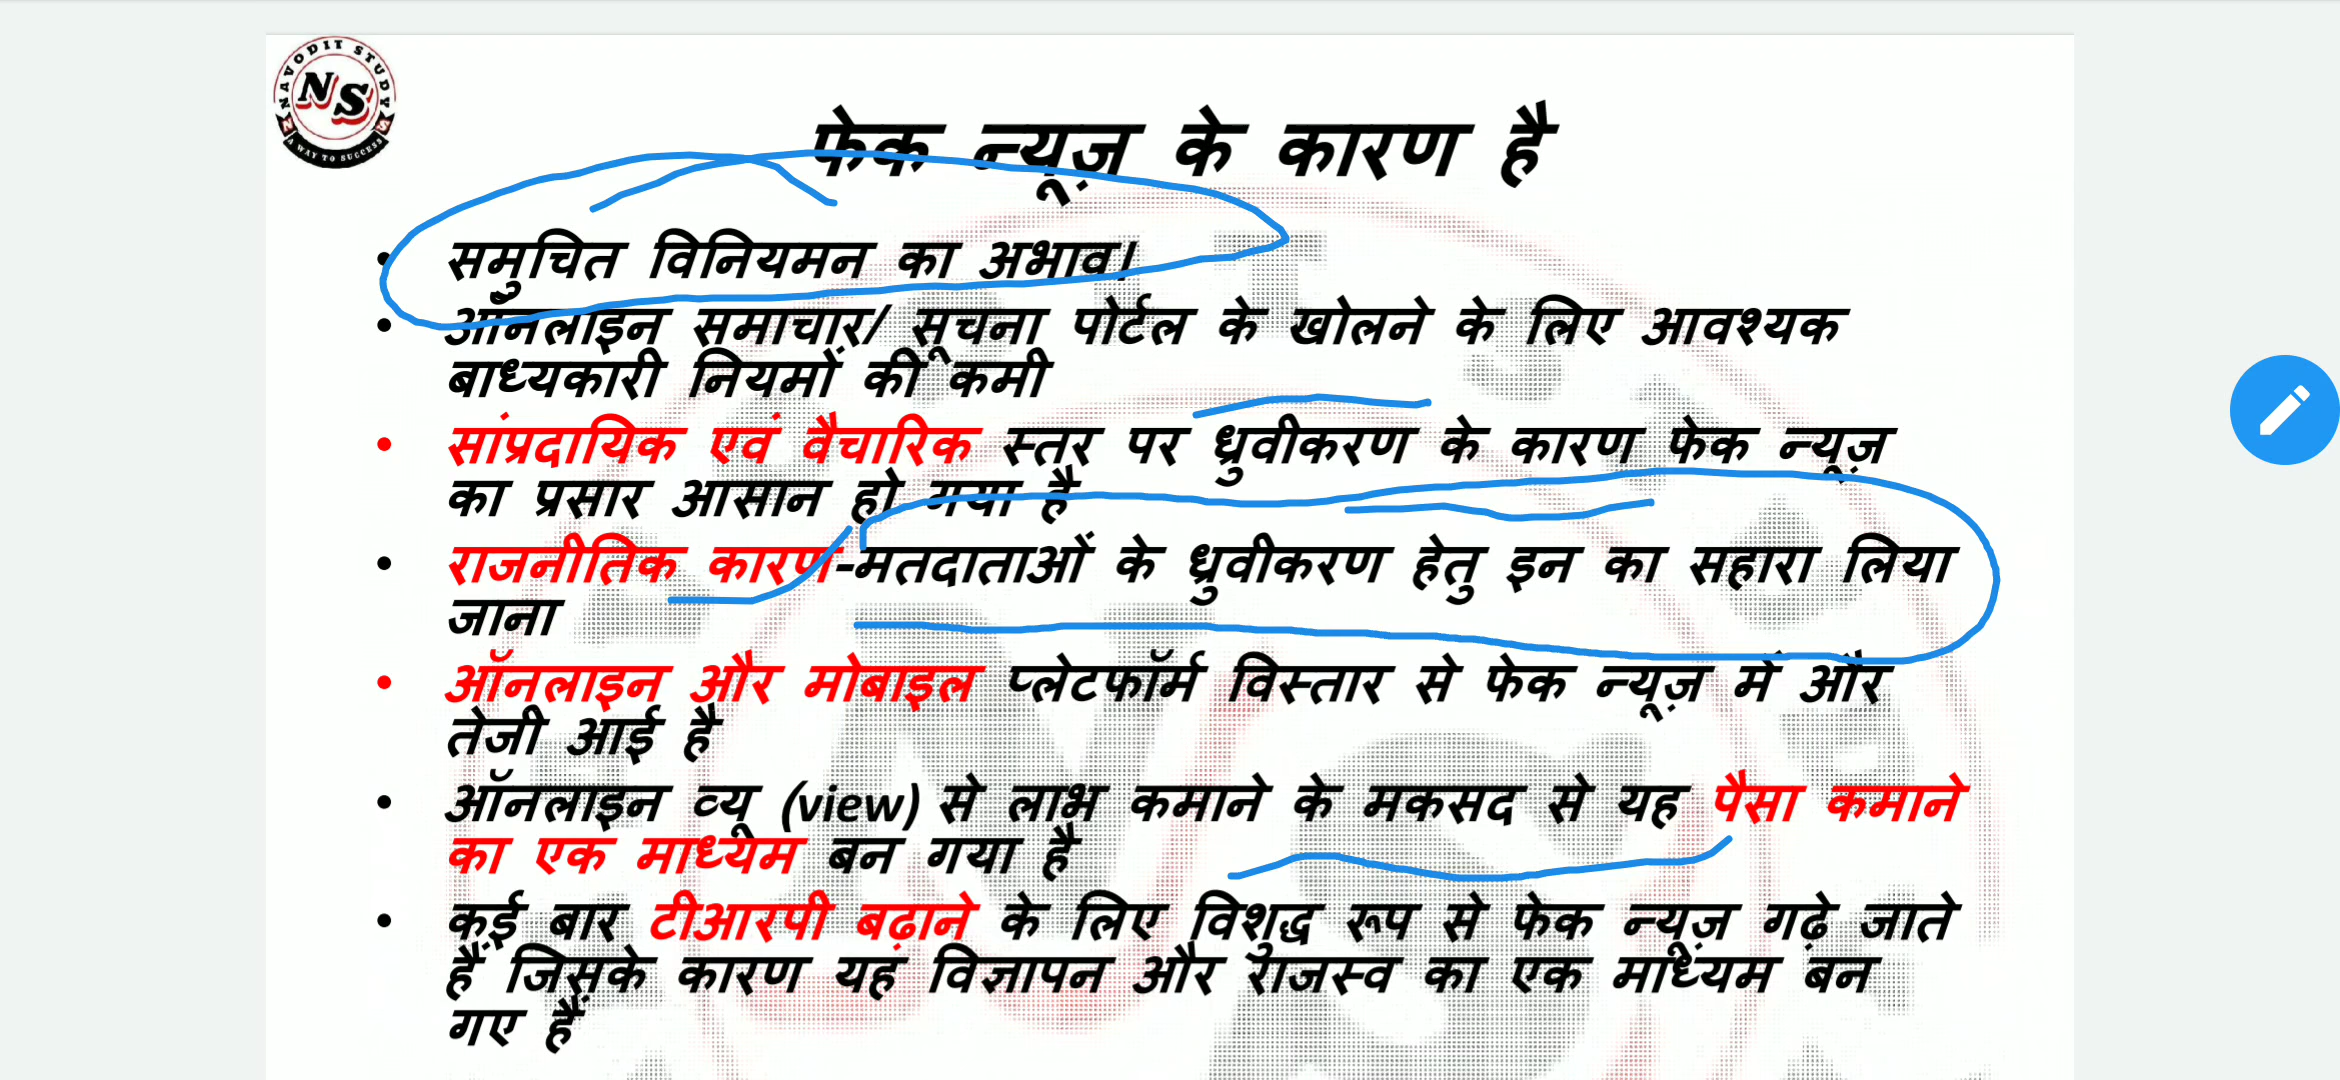 NAVODIT STUDYS
NS
A WAY TO SUCCESS
फेक न्यूज़ के कारण है
• समुचित विनियमन का अभाव।
• ऑनलाइन समाचार/ सूचना पोर्टल के खोलने के लिए आवश्यक
बाध्यकारी नियमों की कमी
• सांप्रदायिक एवं वैचारिक स्तर पर ध्रुवीकरण के कारण फेक न्यूज़
का प्रसार आसान हो गया है
• राजनीतिक कारण-मतदाताओं के ध्रुवीकरण हेतु इन का सहारा लिया
जाना
• ऑनलाइन और मोबाइल प्लेटफॉर्म विस्तार से फेक न्यूज़ में और
तेजी आई है
• ऑनलाइन व्यू (view) से लाभ कमाने के मकसद से यह पैसा कमाने
का एक माध्यम बन गया है
• कई बार टीआरपी बढ़ाने के लिए विशुद्ध रूप से फेक न्यूज़ गढ़े जाते
हैं जिसके कारण यह विज्ञापन और राजस्व का एक माध्यम बन
गए हैं